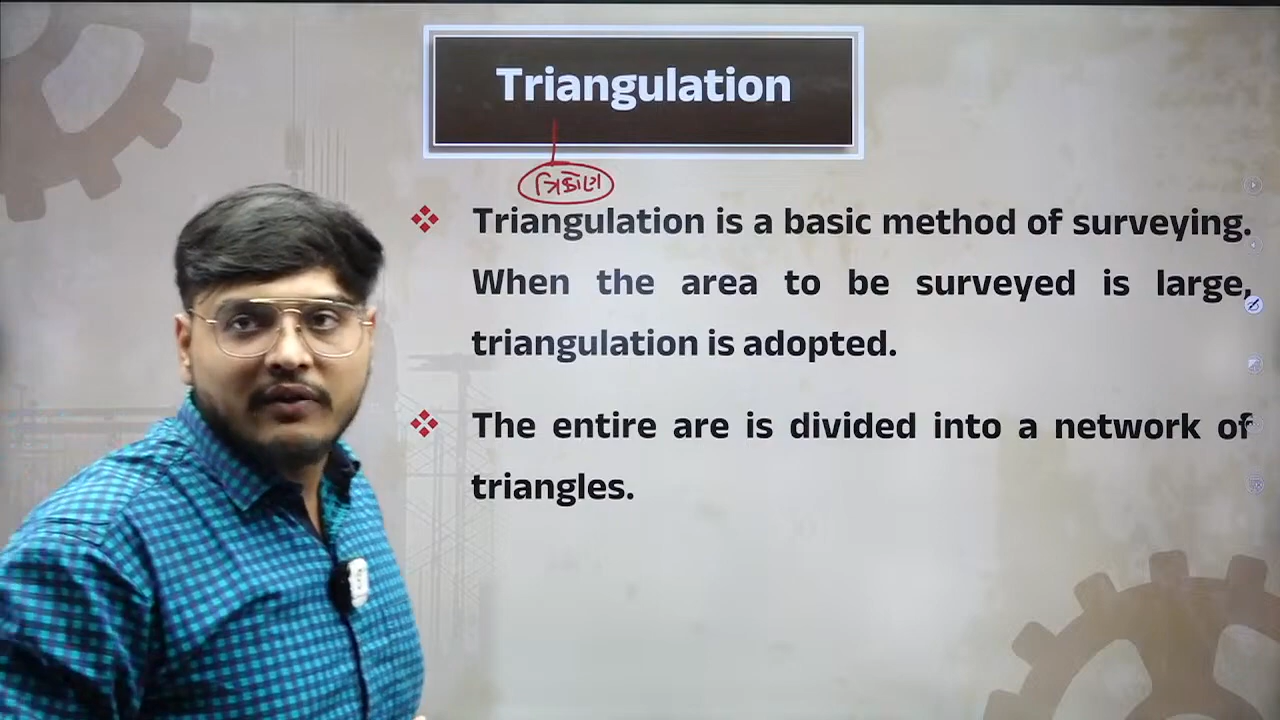 Triangulation
ત્રિકોણ
Triangulation is a basic method of surveying.
When the area to be surveyed is large,
triangulation is adopted.
The entire are is divided into a network of
triangles.